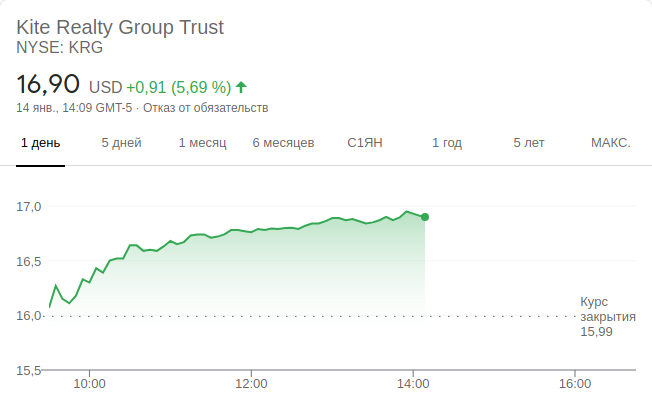 Kite Realty Group Trust
NYSE: KRG
16,90 USD +0,91 (5,69 %)
14 янв., 14:09 GMT-5 · Отказ от обязательств
1 день 5 дней 1 месяц 6 месяцев С1ЯН 1 год 5 лет МАКС.
17,0
16,5
16,0
Курс
закрытия
15,99
15,5
10:00 12:00 14:00 16:00